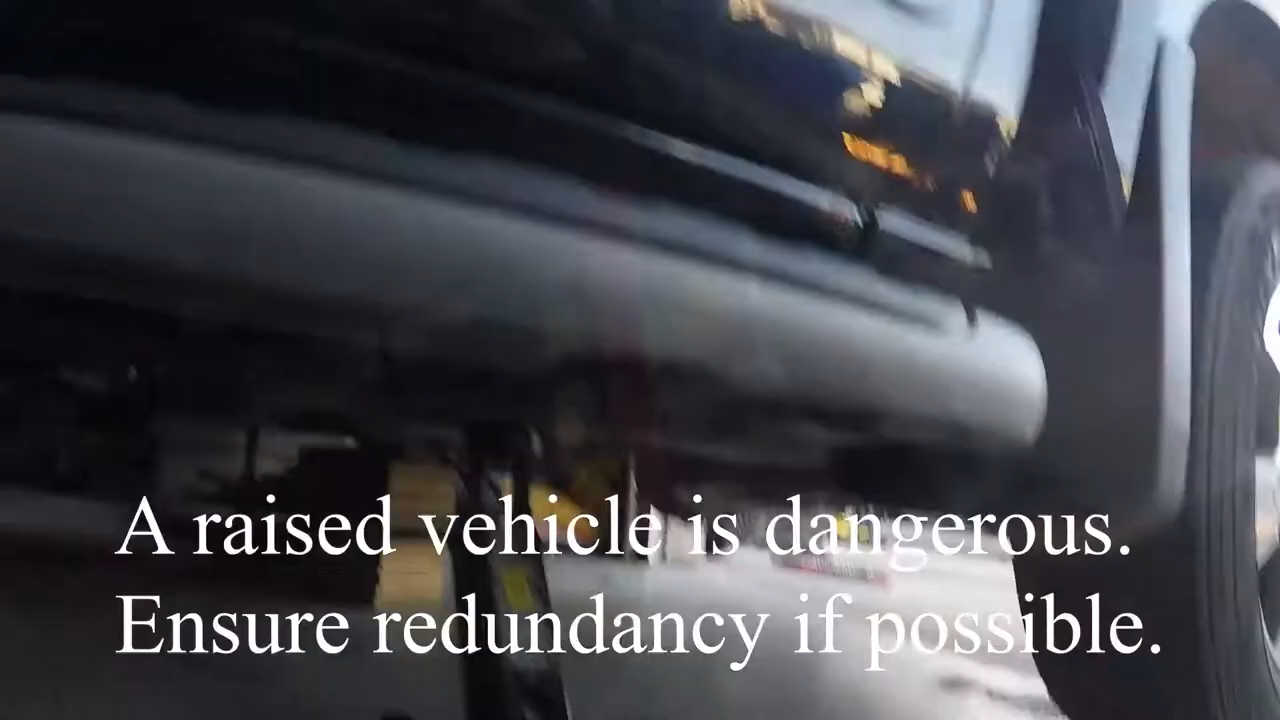 A raised vehicle is dangerous.
Ensure redundancy if possible.